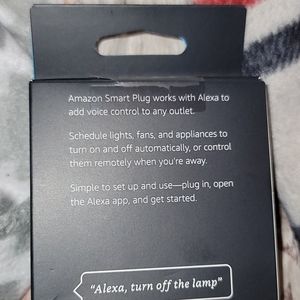 Amazon Smart Plug works with Alexa to
add voice control to any outlet.
Schedule lights, fans, and appliances to
turn on and off automatically, or control
them remotely when you're away.
Simple to set up and use—plug in, open
the Alexa app, and get started.
"Alexa, turn off the lamp"